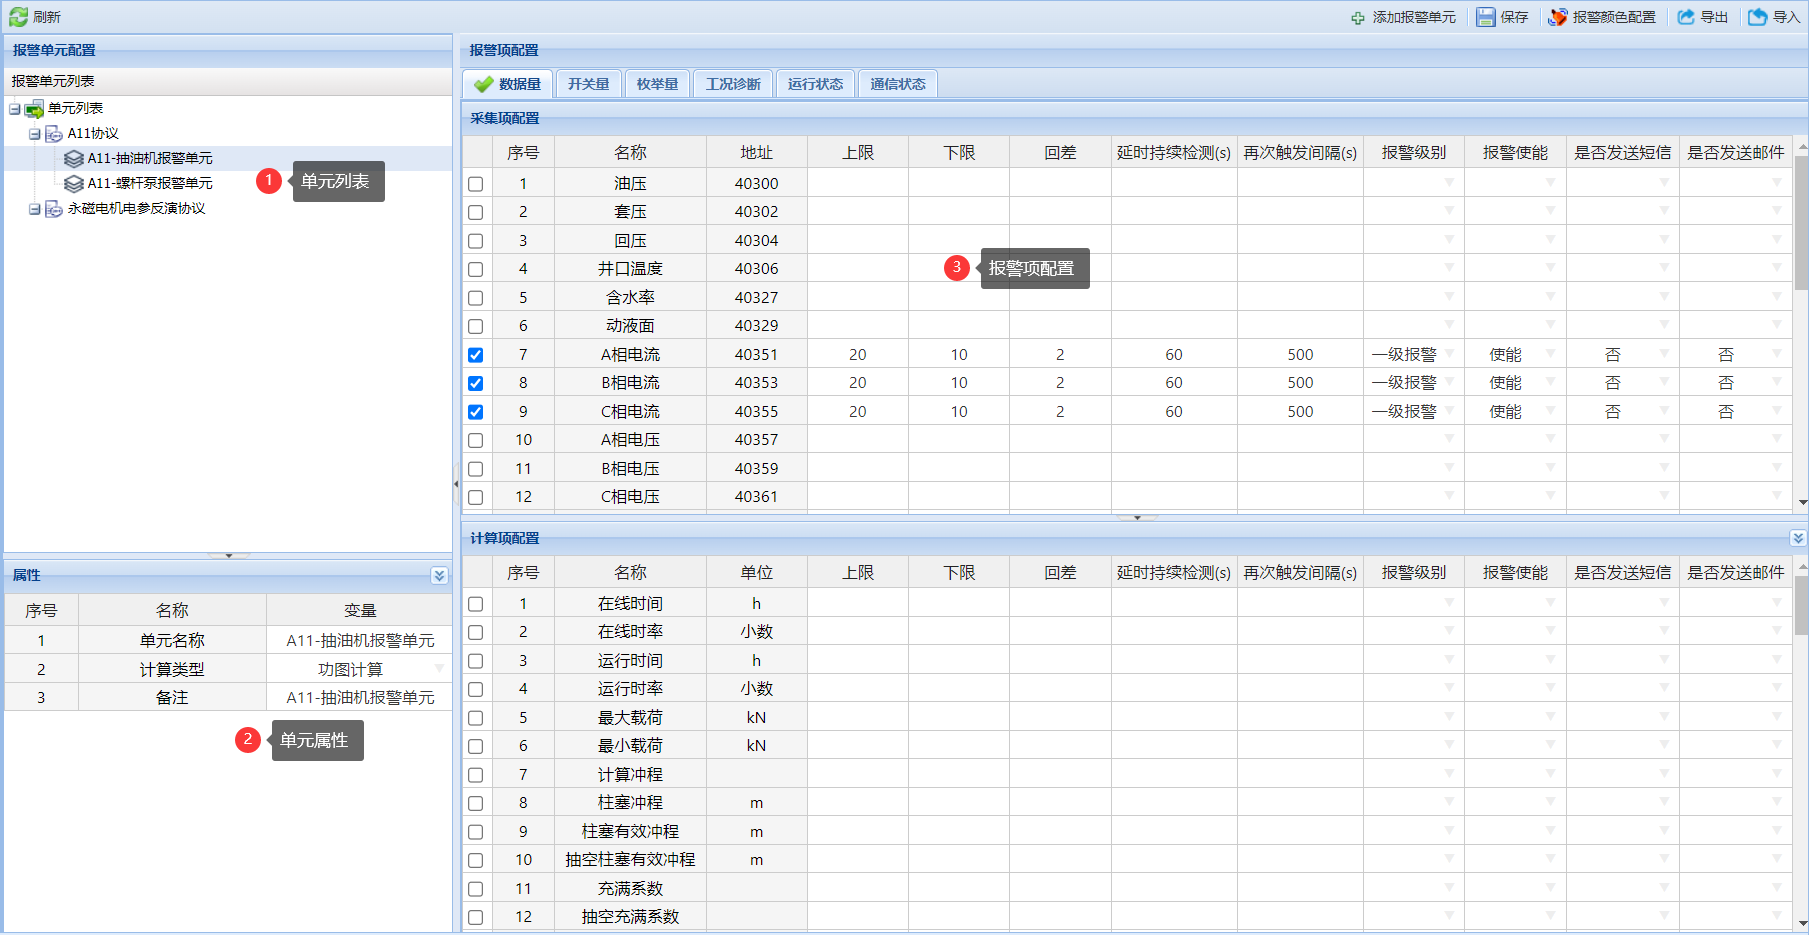 刷新
添加报警单元 保存 报警颜色配置 导出 导入
报警单元配置
报警单元列表
单元列表
A11协议
A11-抽油机报警单元
A11-螺杆泵报警单元
永磁电机电参反演协议
1 单元列表
属性
序号 名称 变量
1 单元名称 A11-抽油机报警单元
2 计算类型 功图计算
3 备注 A11-抽油机报警单元
2 单元属性
报警项配置
数据量 开关量 枚举量 工况诊断 运行状态 通信状态
采集项配置
序号 名称 地址 上限 下限 回差 延时持续检测(s) 再次触发间隔(s) 报警级别 报警使能 是否发送短信 是否发送邮件
1 油压 40300
2 套压 40302
3 回压 40304
4 井口温度 40306
3 报警项配置
5 含水率 40327
6 动液面 40329
7 A相电流 40351 20 10 2 60 500 一级报警 使能 否 否
8 B相电流 40353 20 10 2 60 500 一级报警 使能 否 否
9 C相电流 40355 20 10 2 60 500 一级报警 使能 否 否
10 A相电压 40357
11 B相电压 40359
12 C相电压 40361
计算项配置
序号 名称 单位 上限 下限 回差 延时持续检测(s) 再次触发间隔(s) 报警级别 报警使能 是否发送短信 是否发送邮件
1 在线时间 h
2 在线时率 小数
3 运行时间 h
4 运行时率 小数
5 最大载荷 kN
6 最小载荷 kN
7 计算冲程
8 柱塞冲程 m
9 柱塞有效冲程 m
10 抽空柱塞有效冲程 m
11 充满系数
12 抽空充满系数